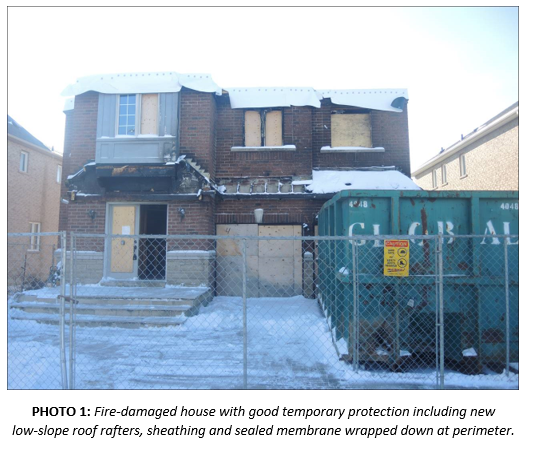 4848
4848
GLOBAL
PHOTO 1: Fire-damaged house with good temporary protection including new
low-slope roof rafters, sheathing and sealed membrane wrapped down at perimeter.